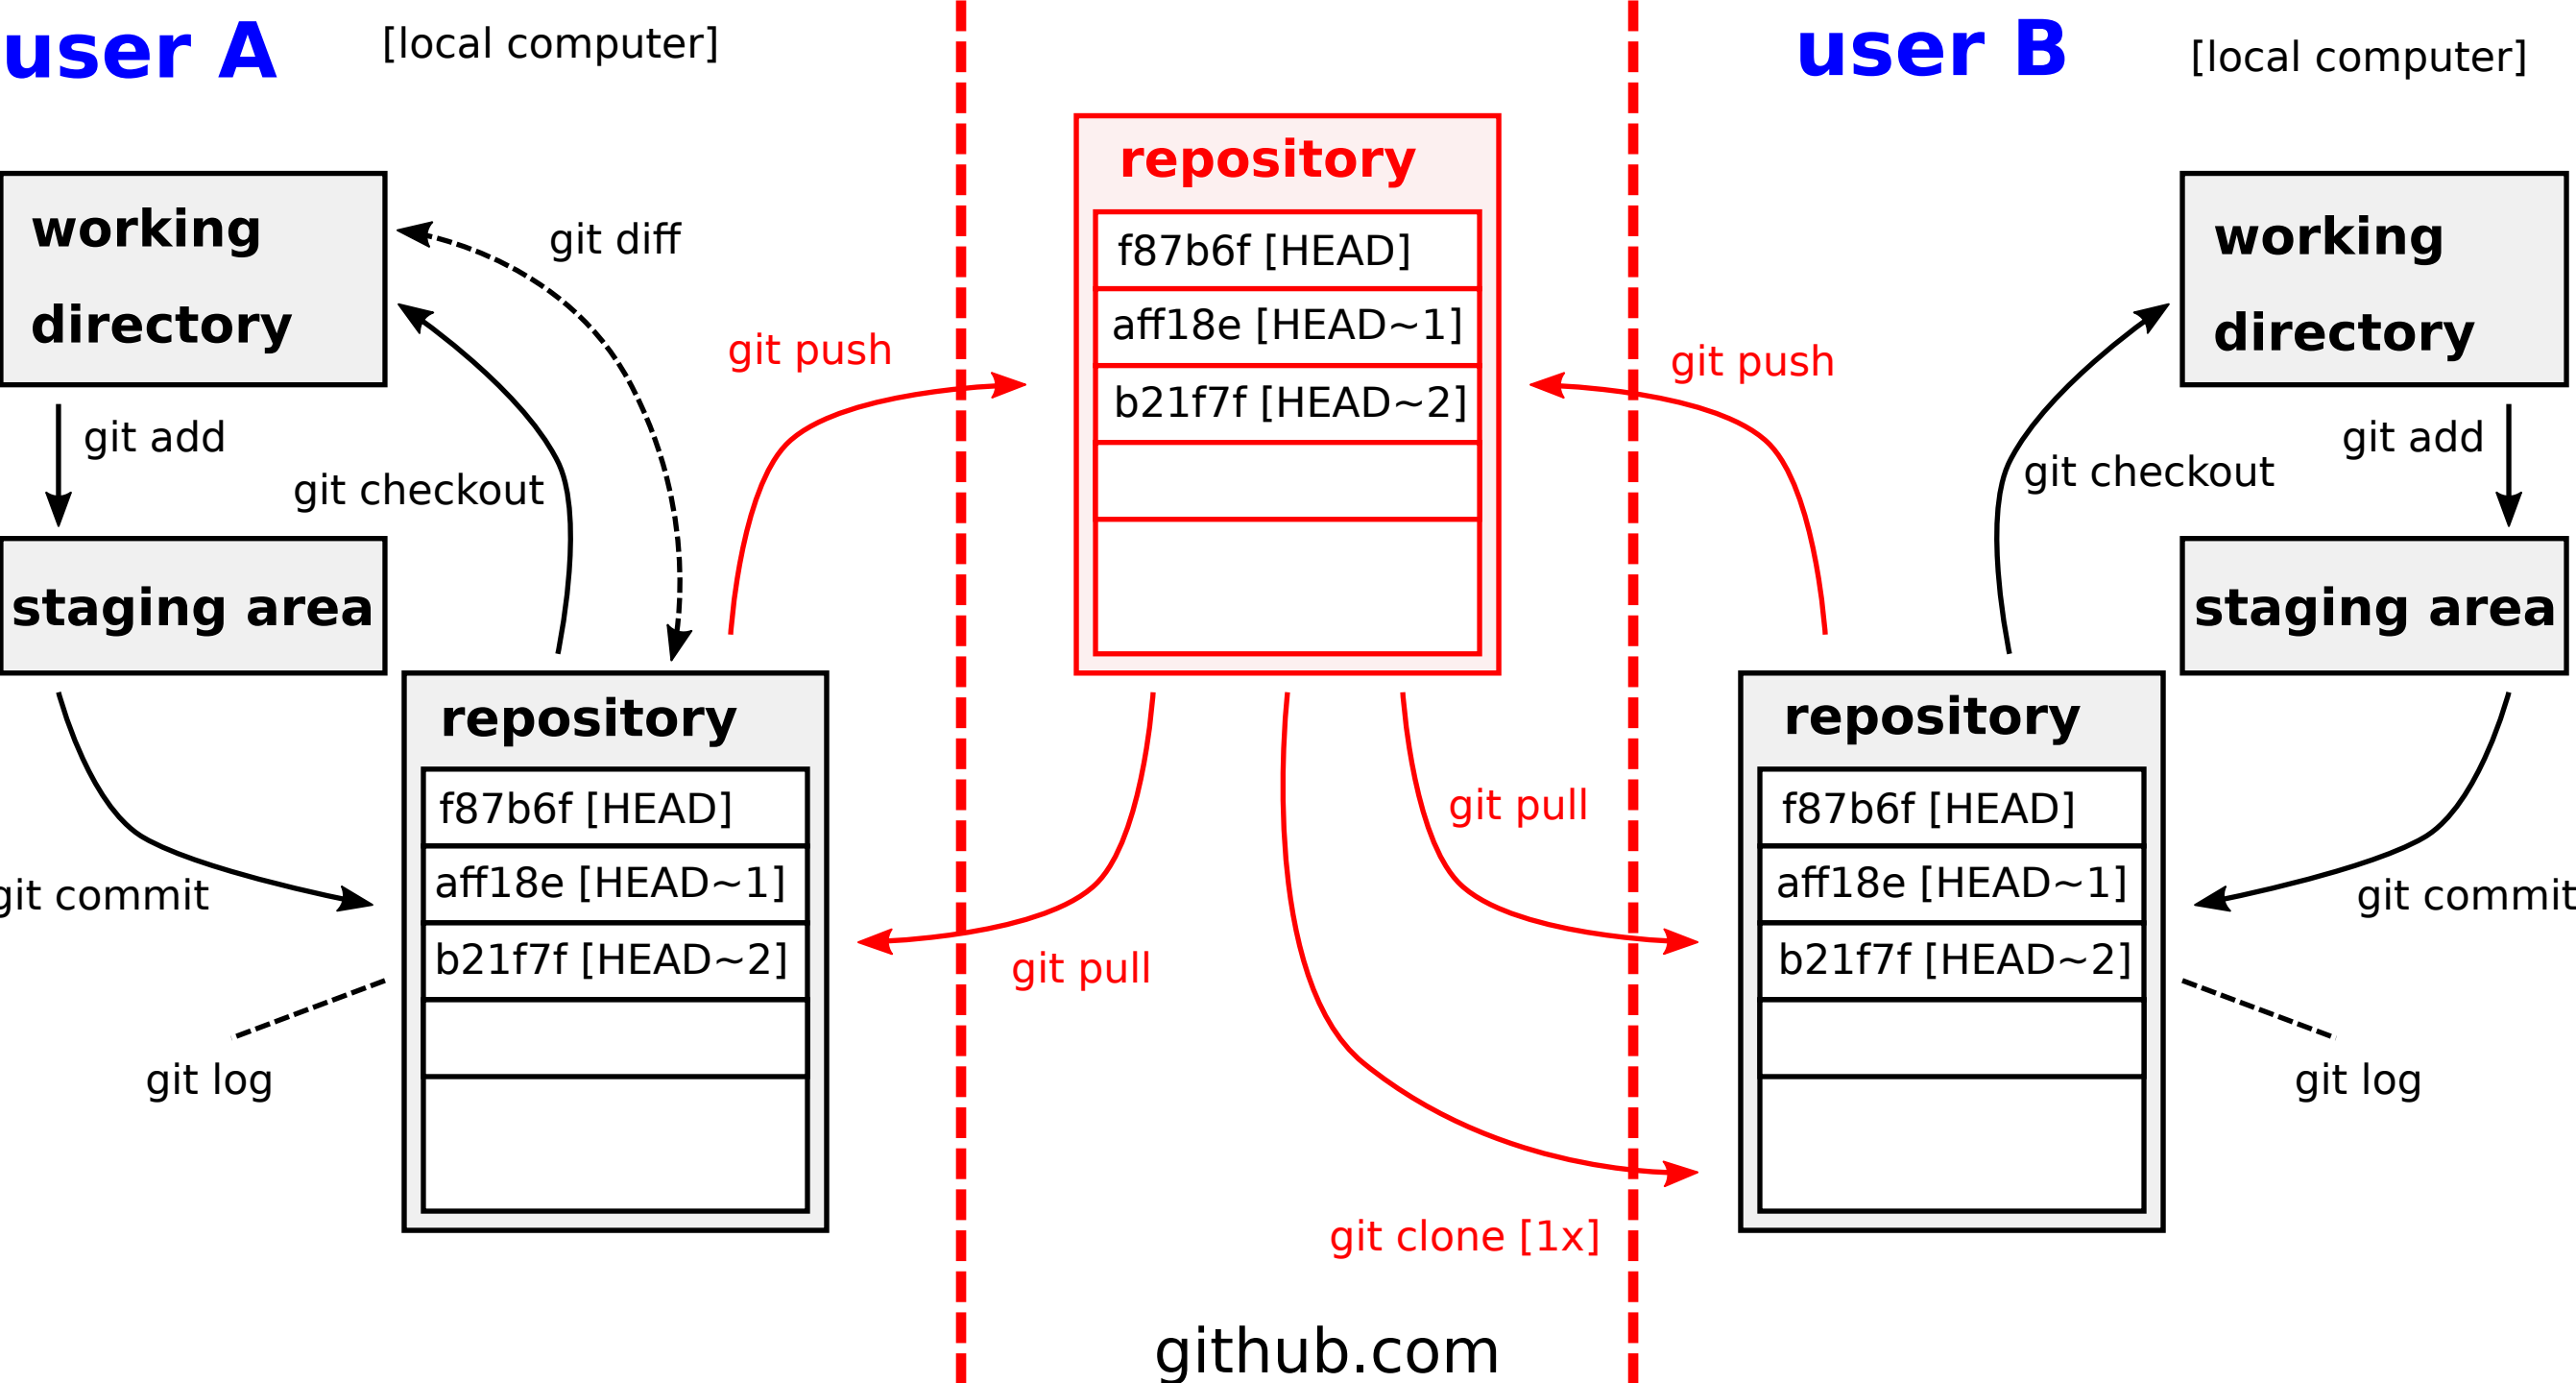 user A
[local computer]
working
directory
git diff
git add
git checkout
staging area
repository
f87b6f [HEAD]
aff18e [HEAD~1]
b21f7f [HEAD~2]
git commit
git log
git push
repository
f87b6f [HEAD]
aff18e [HEAD~1]
b21f7f [HEAD~2]
git push
git pull
git pull
git clone [1x]
github.com
user B
[local computer]
working
directory
git add
git checkout
staging area
repository
f87b6f [HEAD]
aff18e [HEAD~1]
b21f7f [HEAD~2]
git commit
git log